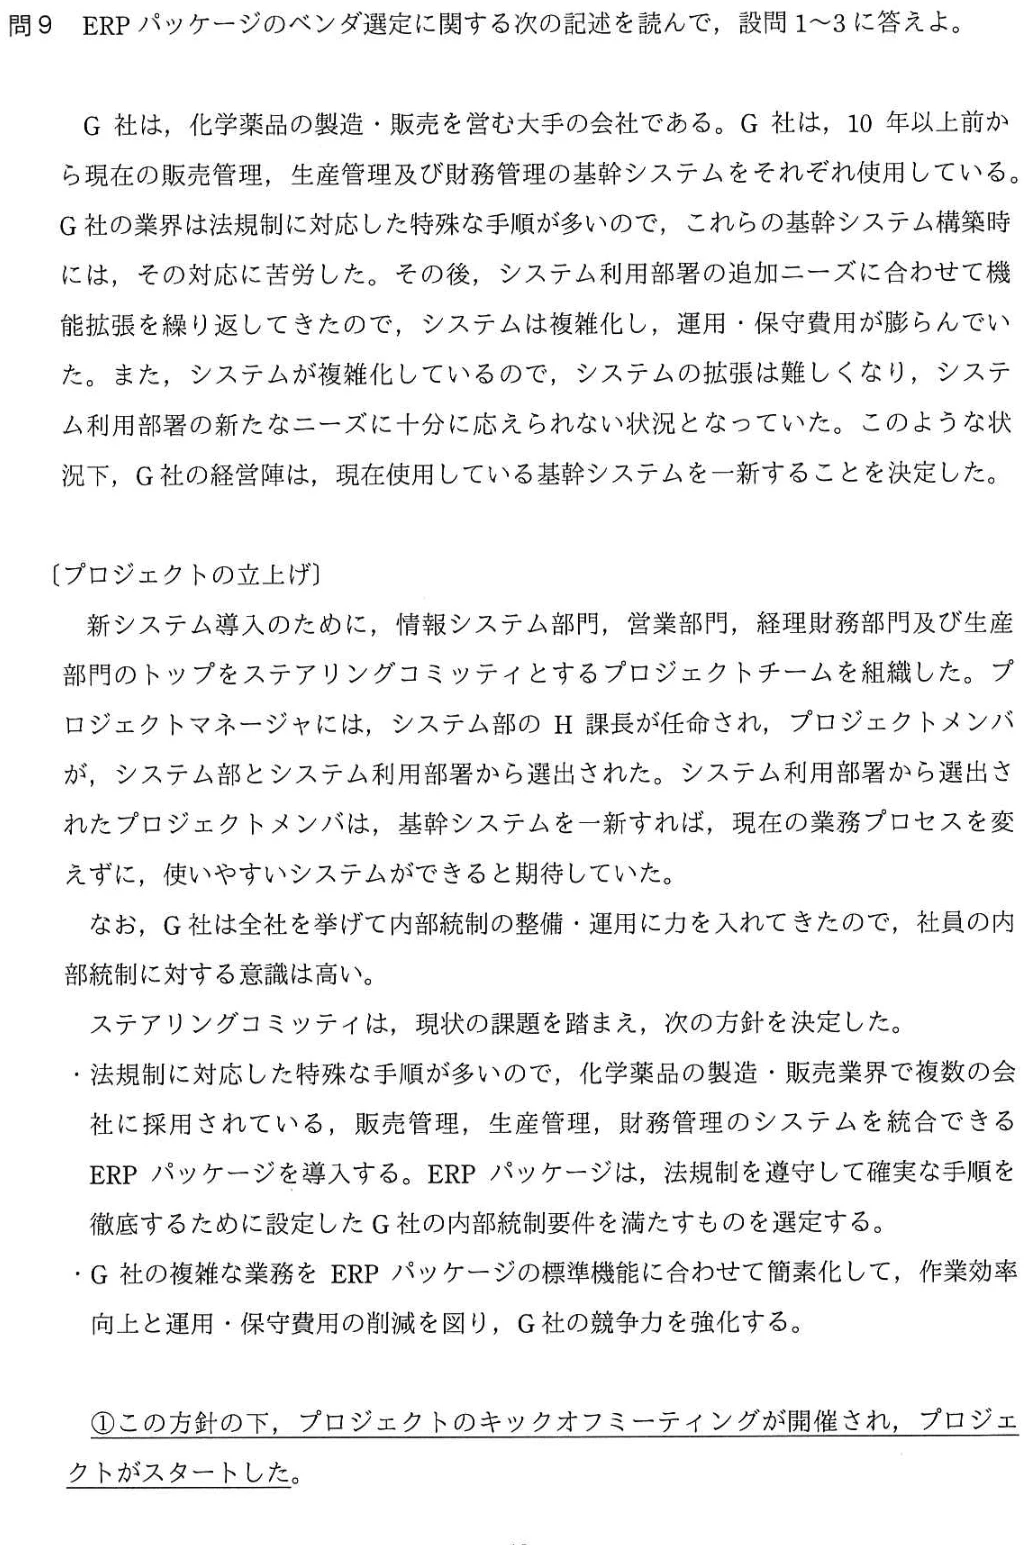 問9 ERP パッケージのベンダ選定に関する次の記述を読んで，設問 1～3 に答えよ。
G 社は，化学薬品の製造・販売を営む大手の会社である。G 社は，10 年以上前か
ら現在の販売管理，生産管理及び財務管理の基幹システムをそれぞれ使用している。
G 社の業界は法規制に対応した特殊な手順が多いので，これらの基幹システム構築時
には，その対応に苦労した。その後，システム利用部署の追加ニーズに合わせて機
能拡張を繰り返してきたので，システムは複雑化し，運用・保守費用が膨らんでい
た。また，システムが複雑化しているので，システムの拡張は難しくなり，システ
ム利用部署の新たなニーズに十分に応えられない状況となっていた。このような状
況下，G 社の経営陣は，現在使用している基幹システムを一新することを決定した。
〔プロジェクトの立上げ〕
新システム導入のために，情報システム部門，営業部門，経理財務部門及び生産
部門のトップをステアリングコミッティとするプロジェクトチームを組織した。プ
ロジェクトマネージャには，システム部の H 課長が任命され，プロジェクトメンバ
が，システム部とシステム利用部署から選出された。システム利用部署から選出さ
れたプロジェクトメンバは，基幹システムを一新すれば，現在の業務プロセスを変
えずに，使いやすいシステムができると期待していた。
なお，G 社は全社を挙げて内部統制の整備・運用に力を入れてきたので，社員の内
部統制に対する意識は高い。
ステアリングコミッティは，現状の課題を踏まえ，次の方針を決定した。
・法規制に対応した特殊な手順が多いので，化学薬品の製造・販売業界で複数の会
社に採用されている，販売管理，生産管理，財務管理のシステムを統合できる
ERP パッケージを導入する。ERP パッケージは，法規制を遵守して確実な手順を
徹底するために設定した G 社の内部統制要件を満たすものを選定する。
・G 社の複雑な業務を ERP パッケージの標準機能に合わせて簡素化して，作業効率
向上と運用・保守費用の削減を図り，G 社の競争力を強化する。
①この方針の下，プロジェクトのキックオフミーティングが開催され，プロジェ
クトがスタートした。